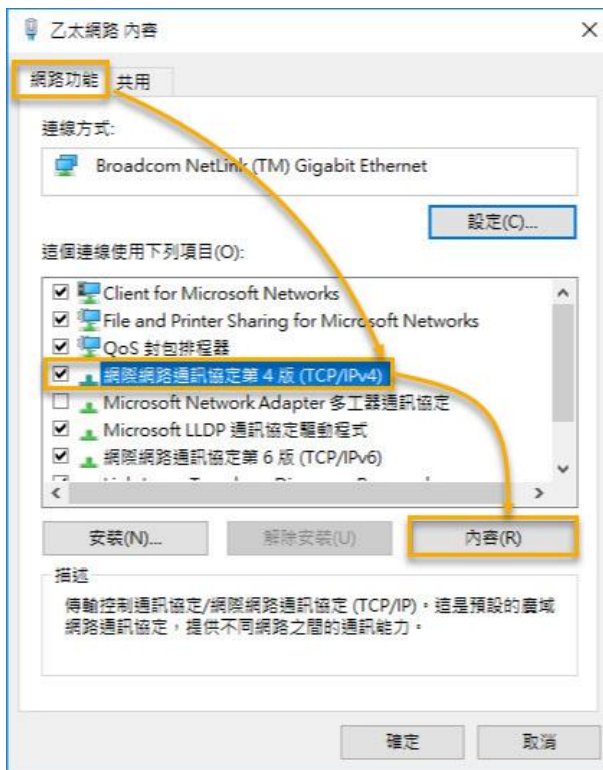 乙太網路 內容
網路功能 共用
連線方式:
Broadcom NetLink (TM) Gigabit Ethernet
設定(C)...
這個連線使用下列項目(O):
Client for Microsoft Networks
File and Printer Sharing for Microsoft Networks
QoS 封包排程器
網際網路通訊協定第 4 版 (TCP/IPv4)
Microsoft Network Adapter 多工器通訊協定
Microsoft LLDP 通訊協定驅動程式
網際網路通訊協定第 6 版 (TCP/IPv6)
安裝(N)... 解除安裝(U) 內容(R)
描述
傳輸控制通訊協定/網際網路通訊協定 (TCP/IP)。這是預設的廣域
網路通訊協定，提供不同網路之間的通訊能力。
確定 取消